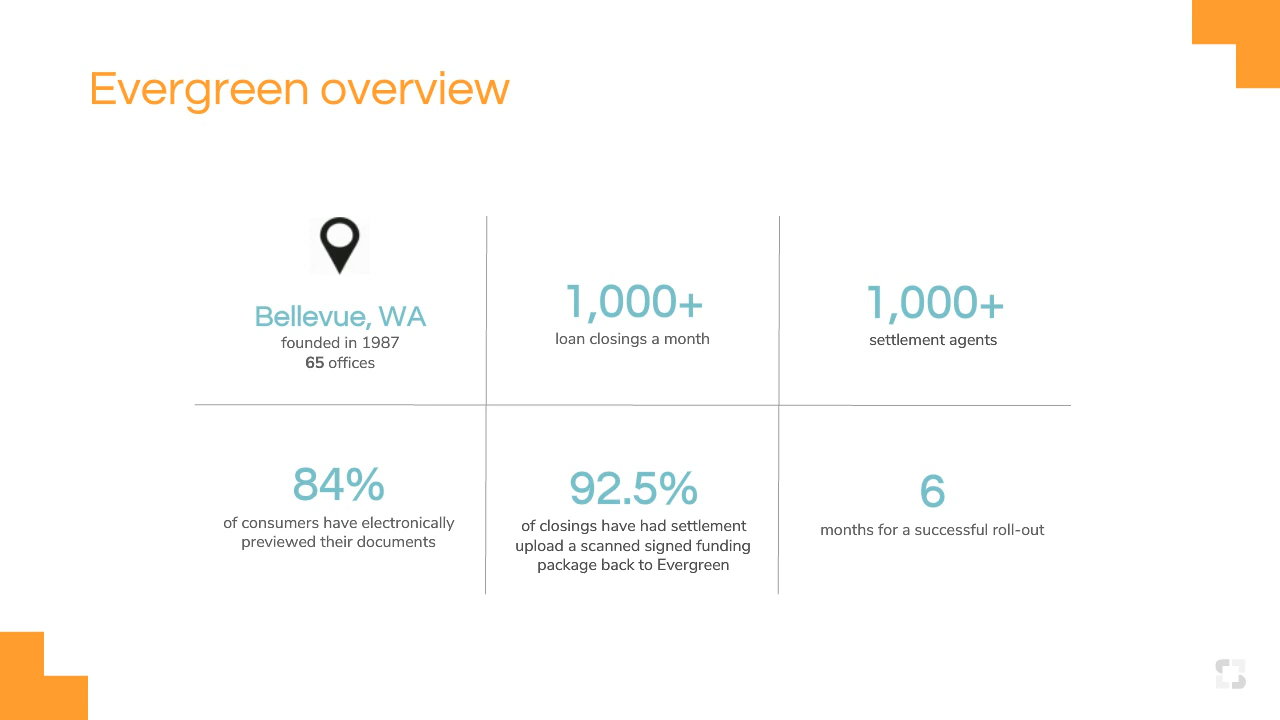 Evergreen overview
Bellevue, WA
founded in 1987
65 offices
1,000+
loan closings a month
1,000+
settlement agents
84%
of consumers have electronically
previewed their documents
92.5%
of closings have had settlement
upload a scanned signed funding
package back to Evergreen
6
months for a successful roll-out